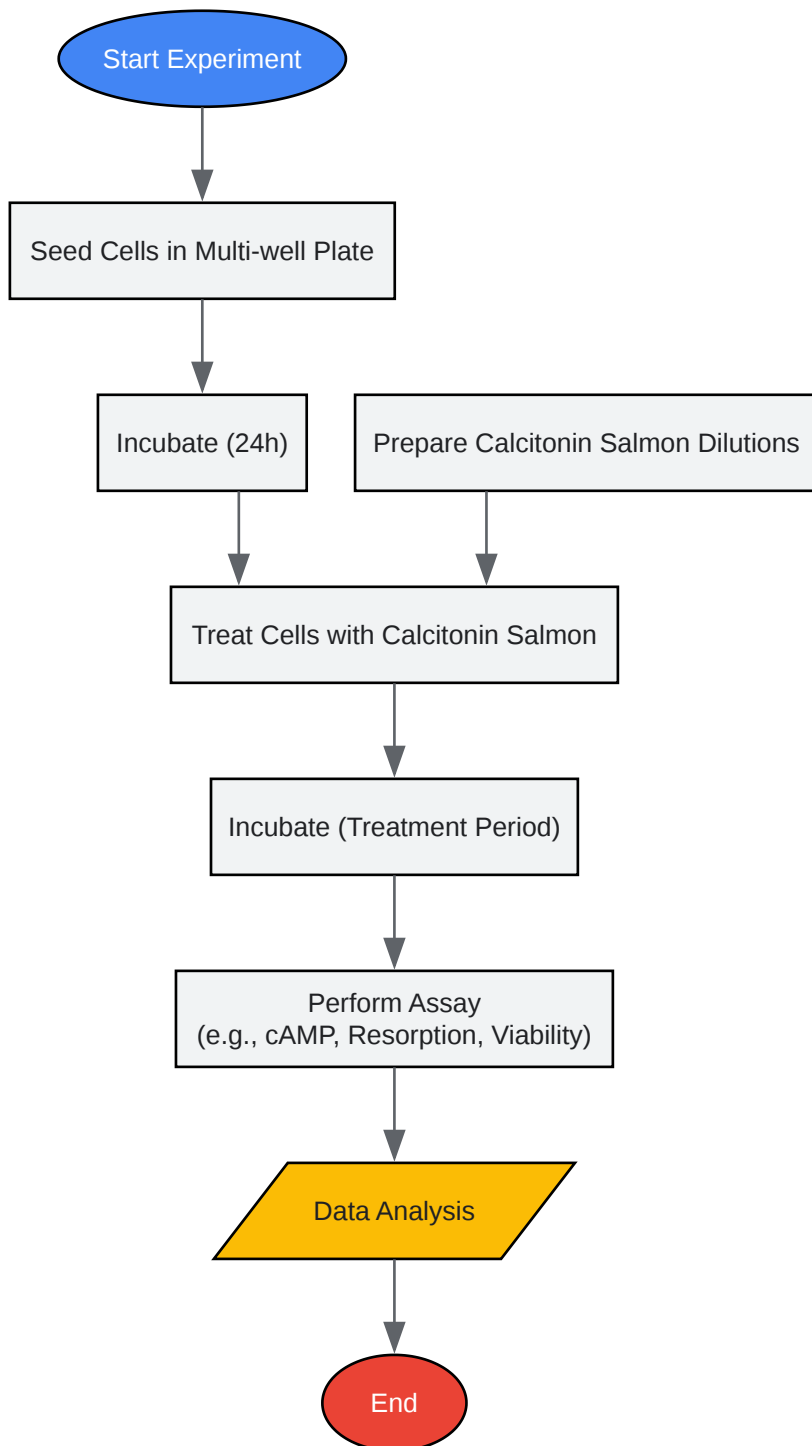 Start Experiment
Seed Cells in Multi-well Plate
Incubate (24h)
Prepare Calcitonin Salmon Dilutions
Treat Cells with Calcitonin Salmon
Incubate (Treatment Period)
Perform Assay
(e.g., cAMP, Resorption, Viability)
Data Analysis
End